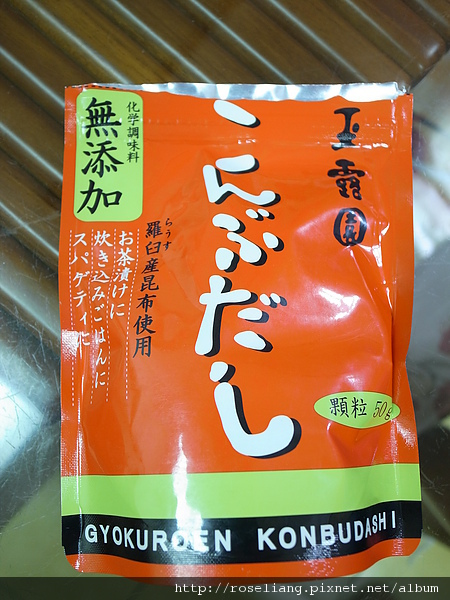 玉露園
こんぶだし
化学調味料
無添加
らうす
羅臼産昆布使用
お茶漬けに
炊き込みごはんに
スパゲティに
顆粒 50g
GYOKUROEN KONBUDASHI
http://roseliang.pixnet.net/album